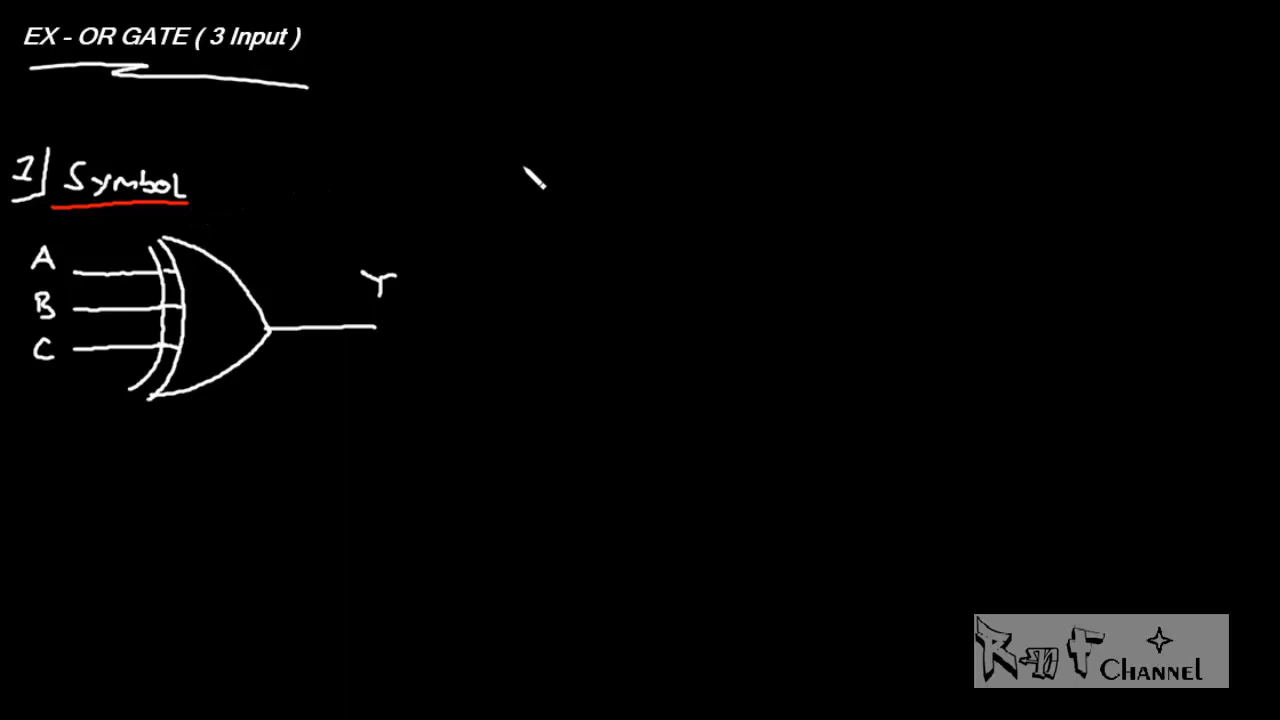 EX - OR GATE ( 3 Input )
1] Symbol
A
B
C
Y
Channel